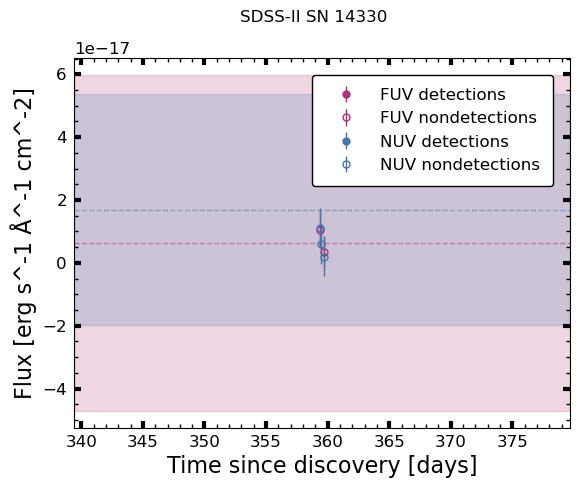 SDSS-II SN 14330
1e−17
6
4
2
0
−2
−4
Flux [erg s^-1 Å^-1 cm^-2]
FUV detections
FUV nondetections
NUV detections
NUV nondetections
340 345 350 355 360 365 370 375
Time since discovery [days]